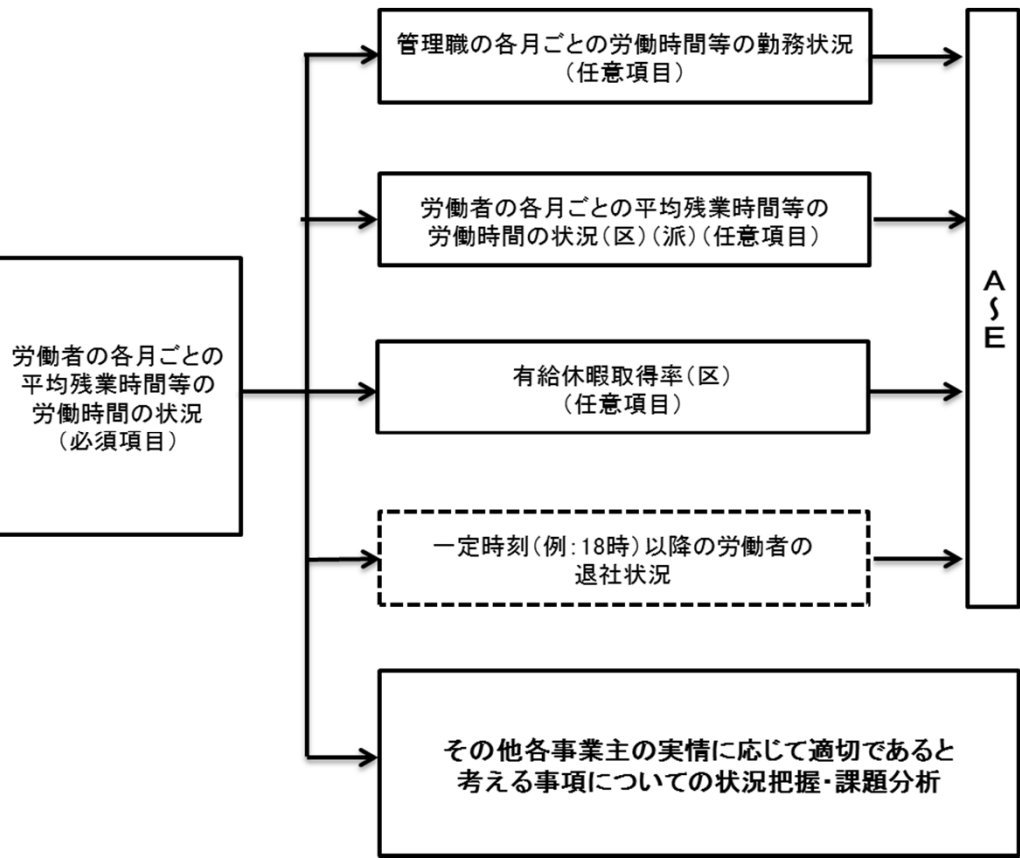 管理職の各月ごとの労働時間等の勤務状況
（任意項目）
労働者の各月ごとの平均残業時間等の
労働時間の状況（区）（派）（任意項目）
労働者の各月ごとの
平均残業時間等の
労働時間の状況
（必須項目）
有給休暇取得率（区）
（任意項目）
一定時刻（例：18時）以降の労働者の
退社状況
その他各事業主の実情に応じて適切であると
考える事項についての状況把握・課題分析
A～E